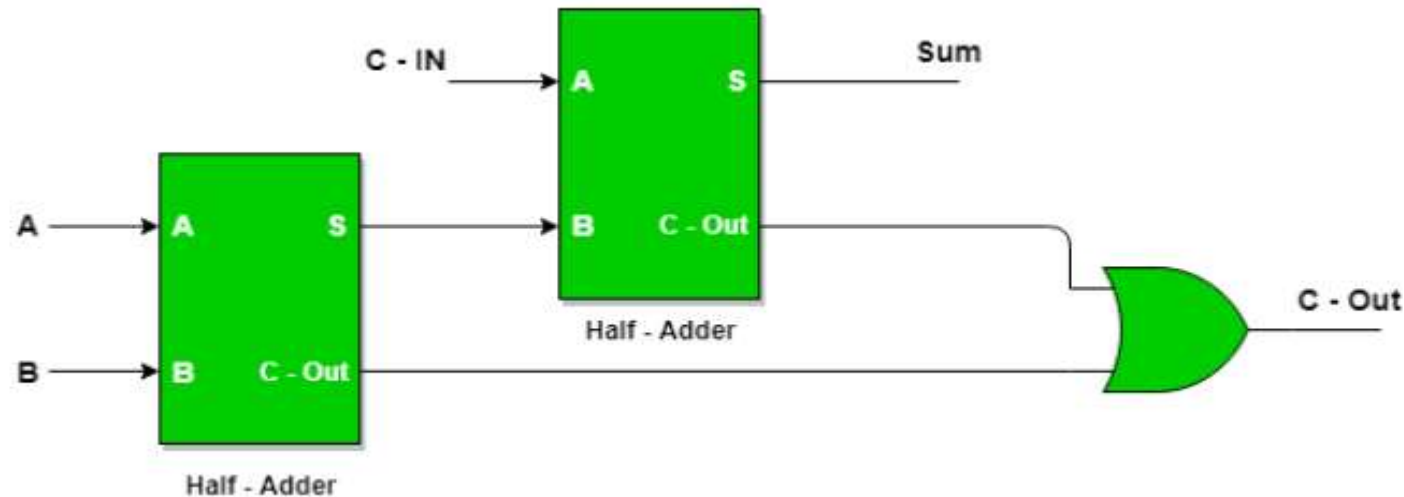 C - IN
A
S
Sum
A
A
S
B
C - Out
C - Out
Half - Adder
B
B
C - Out
Half - Adder